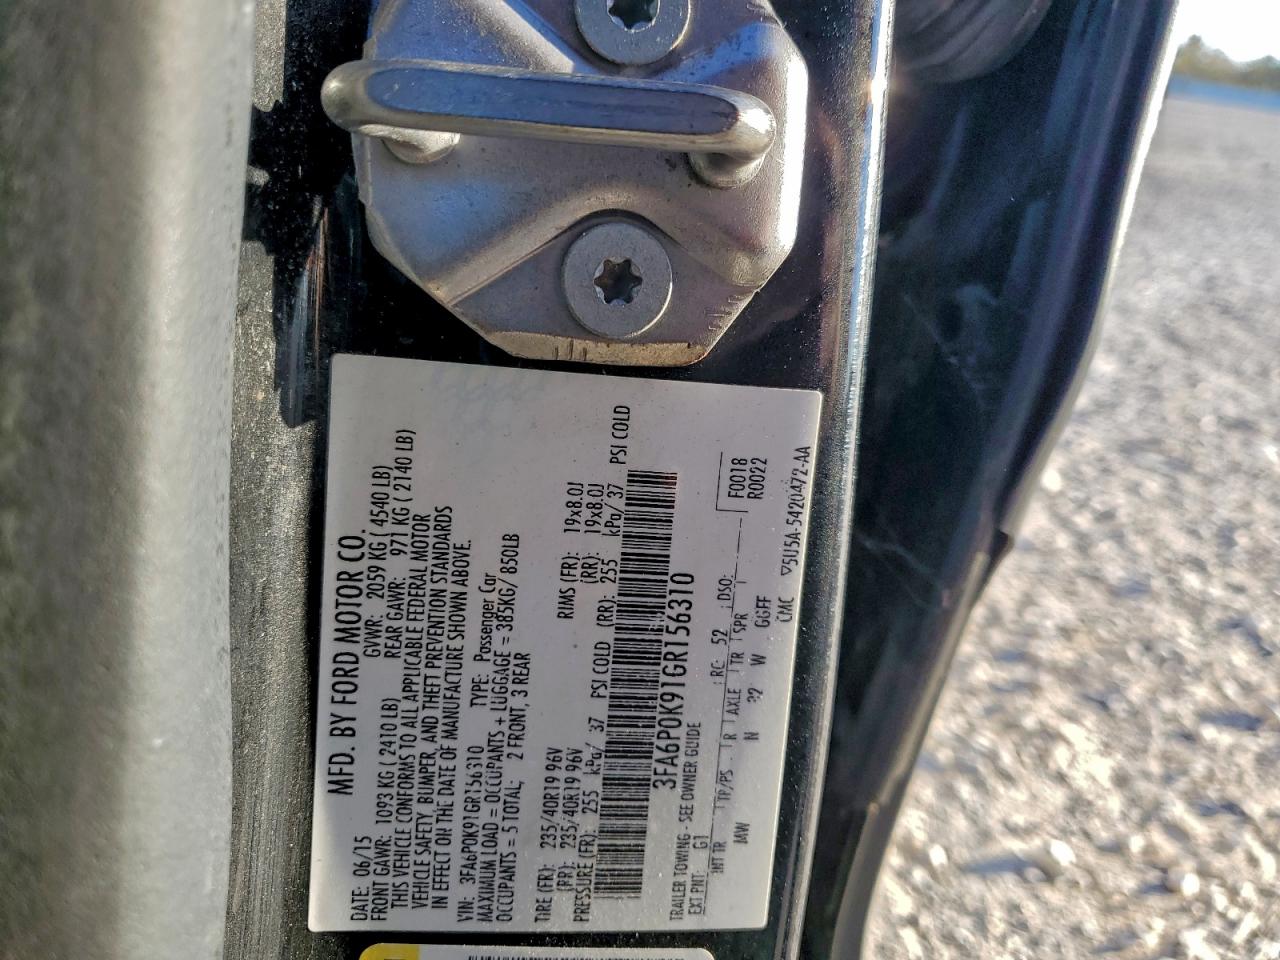 MFD. BY FORD MOTOR CO.
DATE: 06/15 GVWR: 2059 KG ( 4540 LB)
FRONT GAWR: 1093 KG ( 2410 LB) REAR GAWR: 971 KG ( 2140 LB)
THIS VEHICLE CONFORMS TO ALL APPLICABLE FEDERAL MOTOR
VEHICLE SAFETY, BUMPER, AND THEFT PREVENTION STANDARDS
IN EFFECT ON THE DATE OF MANUFACTURE SHOWN ABOVE.
VIN: 3FA6P0K91GR156310 TYPE: Passenger Car
MAXIMUM LOAD = OCCUPANTS + LUGGAGE = 385KG/ 850LB
OCCUPANTS = 5 TOTAL; 2 FRONT, 3 REAR
TIRE (FR): 235/40R19 96V RIMS (FR): 19x8.0J
(RR): 235/40R19 96V (RR): 19x8.0J
PRESSURE (FR): 255 kPa/ 37 PSI COLD (RR): 255 kPa/ 37 PSI COLD
3FA6P0K91GR156310
TRAILER TOWING - SEE OWNER GUIDE
EXT PNT: G1 RC: 52 DSO: F0018
R0022
INT TR TP/PS R AXLE TR SPR
MW N W GGFF
CMC ▽5U5A-5420472-AA